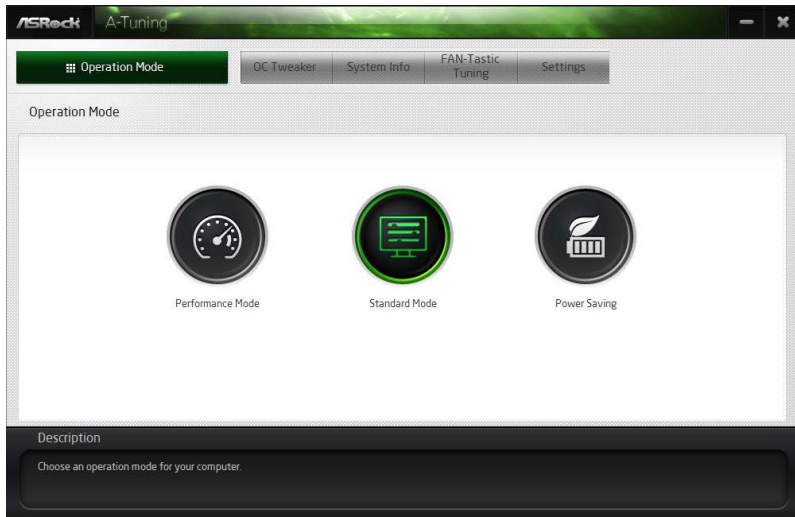 ASRock A-Tuning
Operation Mode OC Tweaker System Info FAN-Tastic Tuning Settings
Operation Mode
Performance Mode Standard Mode Power Saving
Description
Choose an operation mode for your computer.